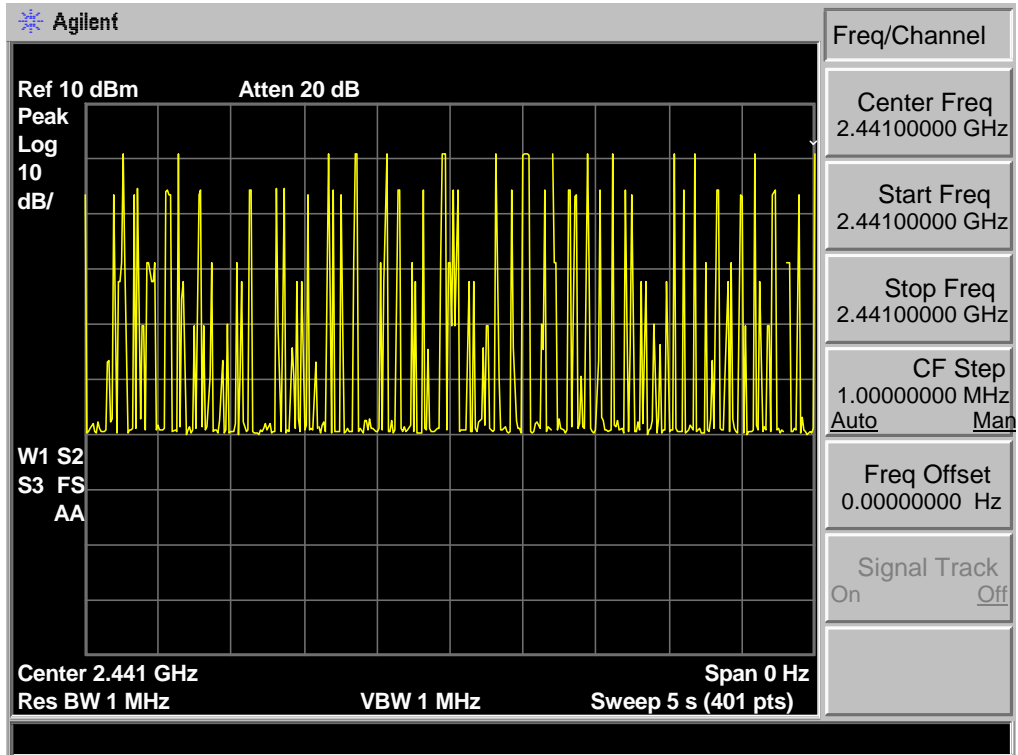 Agilent
Freq/Channel
Ref 10 dBm Atten 20 dB
Peak
Log
10
dB/
W1 S2
S3 FS
AA
Center 2.441 GHz Span 0 Hz
Res BW 1 MHz VBW 1 MHz Sweep 5 s (401 pts)
Center Freq
2.44100000 GHz
Start Freq
2.44100000 GHz
Stop Freq
2.44100000 GHz
CF Step
1.00000000 MHz
Auto Man
Freq Offset
0.00000000 Hz
Signal Track
On Off